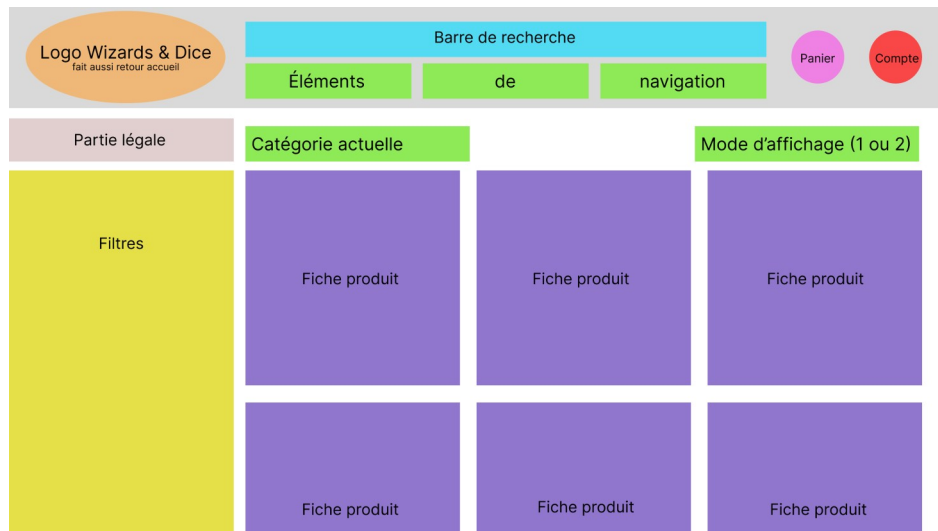 Logo Wizards & Dice
fait aussi retour accueil
Barre de recherche
Éléments
de
navigation
Panier
Compte
Partie légale
Catégorie actuelle
Mode d'affichage (1 ou 2)
Filtres
Fiche produit
Fiche produit
Fiche produit
Fiche produit
Fiche produit
Fiche produit